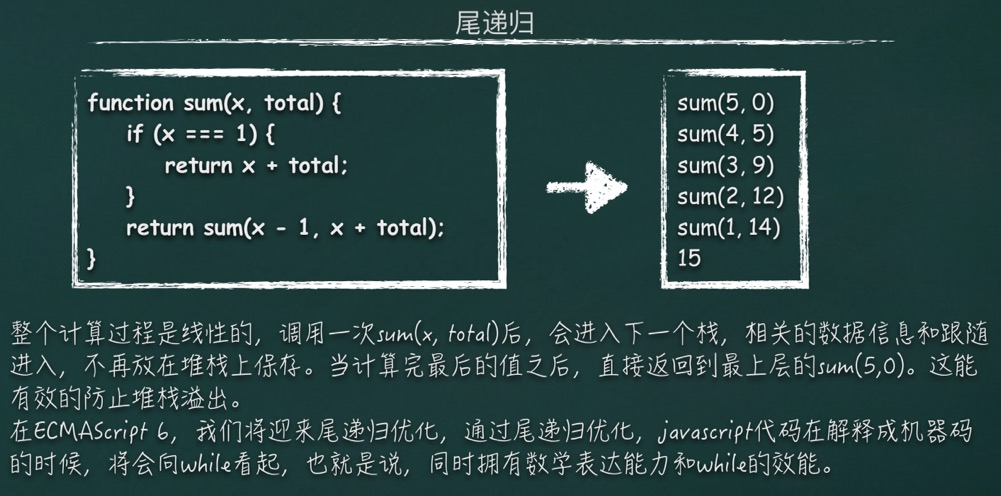 尾递归
function sum(x, total) {
if (x === 1) {
return x + total;
}
return sum(x - 1, x + total);
}
sum(5, 0)
sum(4, 5)
sum(3, 9)
sum(2, 12)
sum(1, 14)
15
整个计算过程是线性的，调用一次sum(x, total)后，会进入下一个栈，相关的数据信息和跟随
进入，不再放在堆栈上保存。当计算完最后的值之后，直接返回到最上层的sum(5,0)。这能
有效的防止堆栈溢出。
在ECMAScript 6，我们将迎来尾递归优化，通过尾递归优化，javascript代码在解释成机器码
的时候，将会向while看起，也就是说，同时拥有数学表达能力和while的效能。